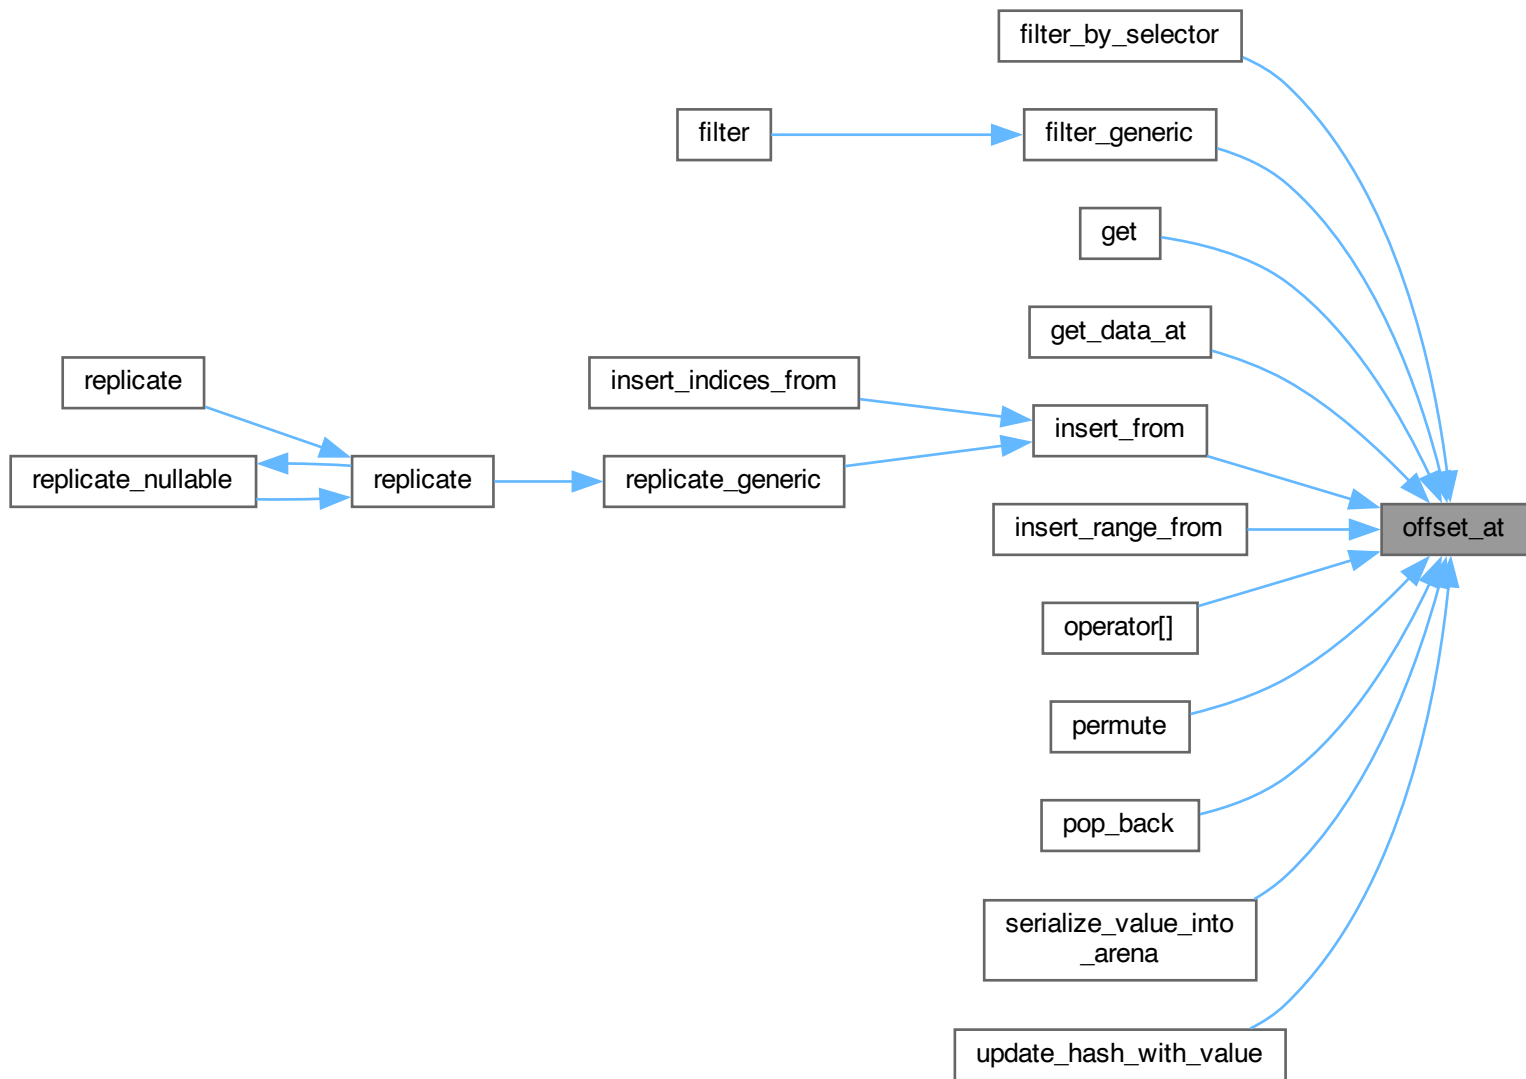 filter_by_selector
filter
filter_generic
get
get_data_at
replicate
insert_indices_from
insert_from
replicate_nullable
replicate
replicate_generic
insert_range_from
offset_at
operator[]
permute
pop_back
serialize_value_into
_arena
update_hash_with_value